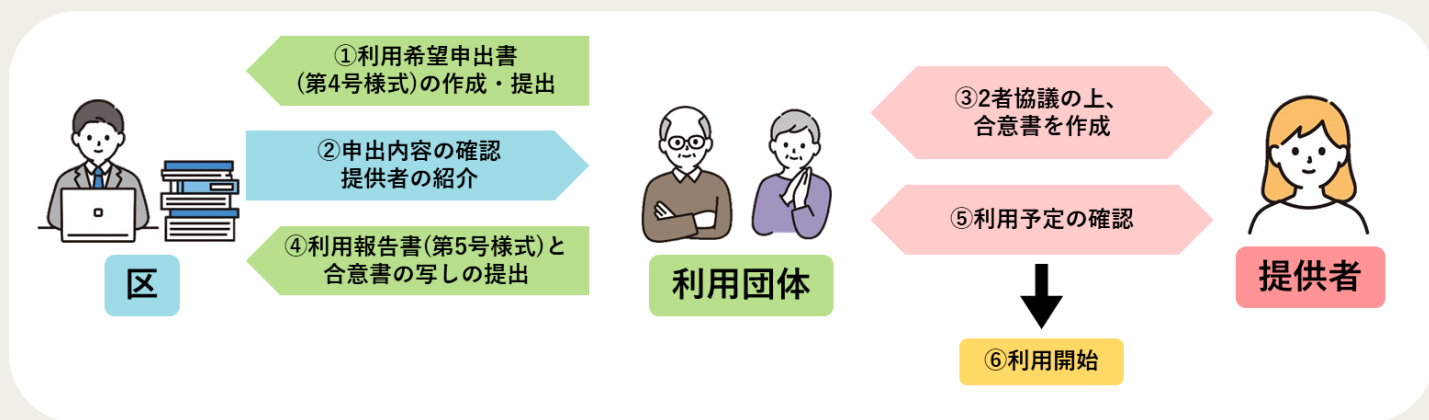 ①利用希望申出書
(第4号様式)の作成・提出
②申出内容の確認
提供者の紹介
④利用報告書(第5号様式)と
合意書の写しの提出
区
利用団体
③2者協議の上、
合意書を作成
⑤利用予定の確認
⑥利用開始
提供者